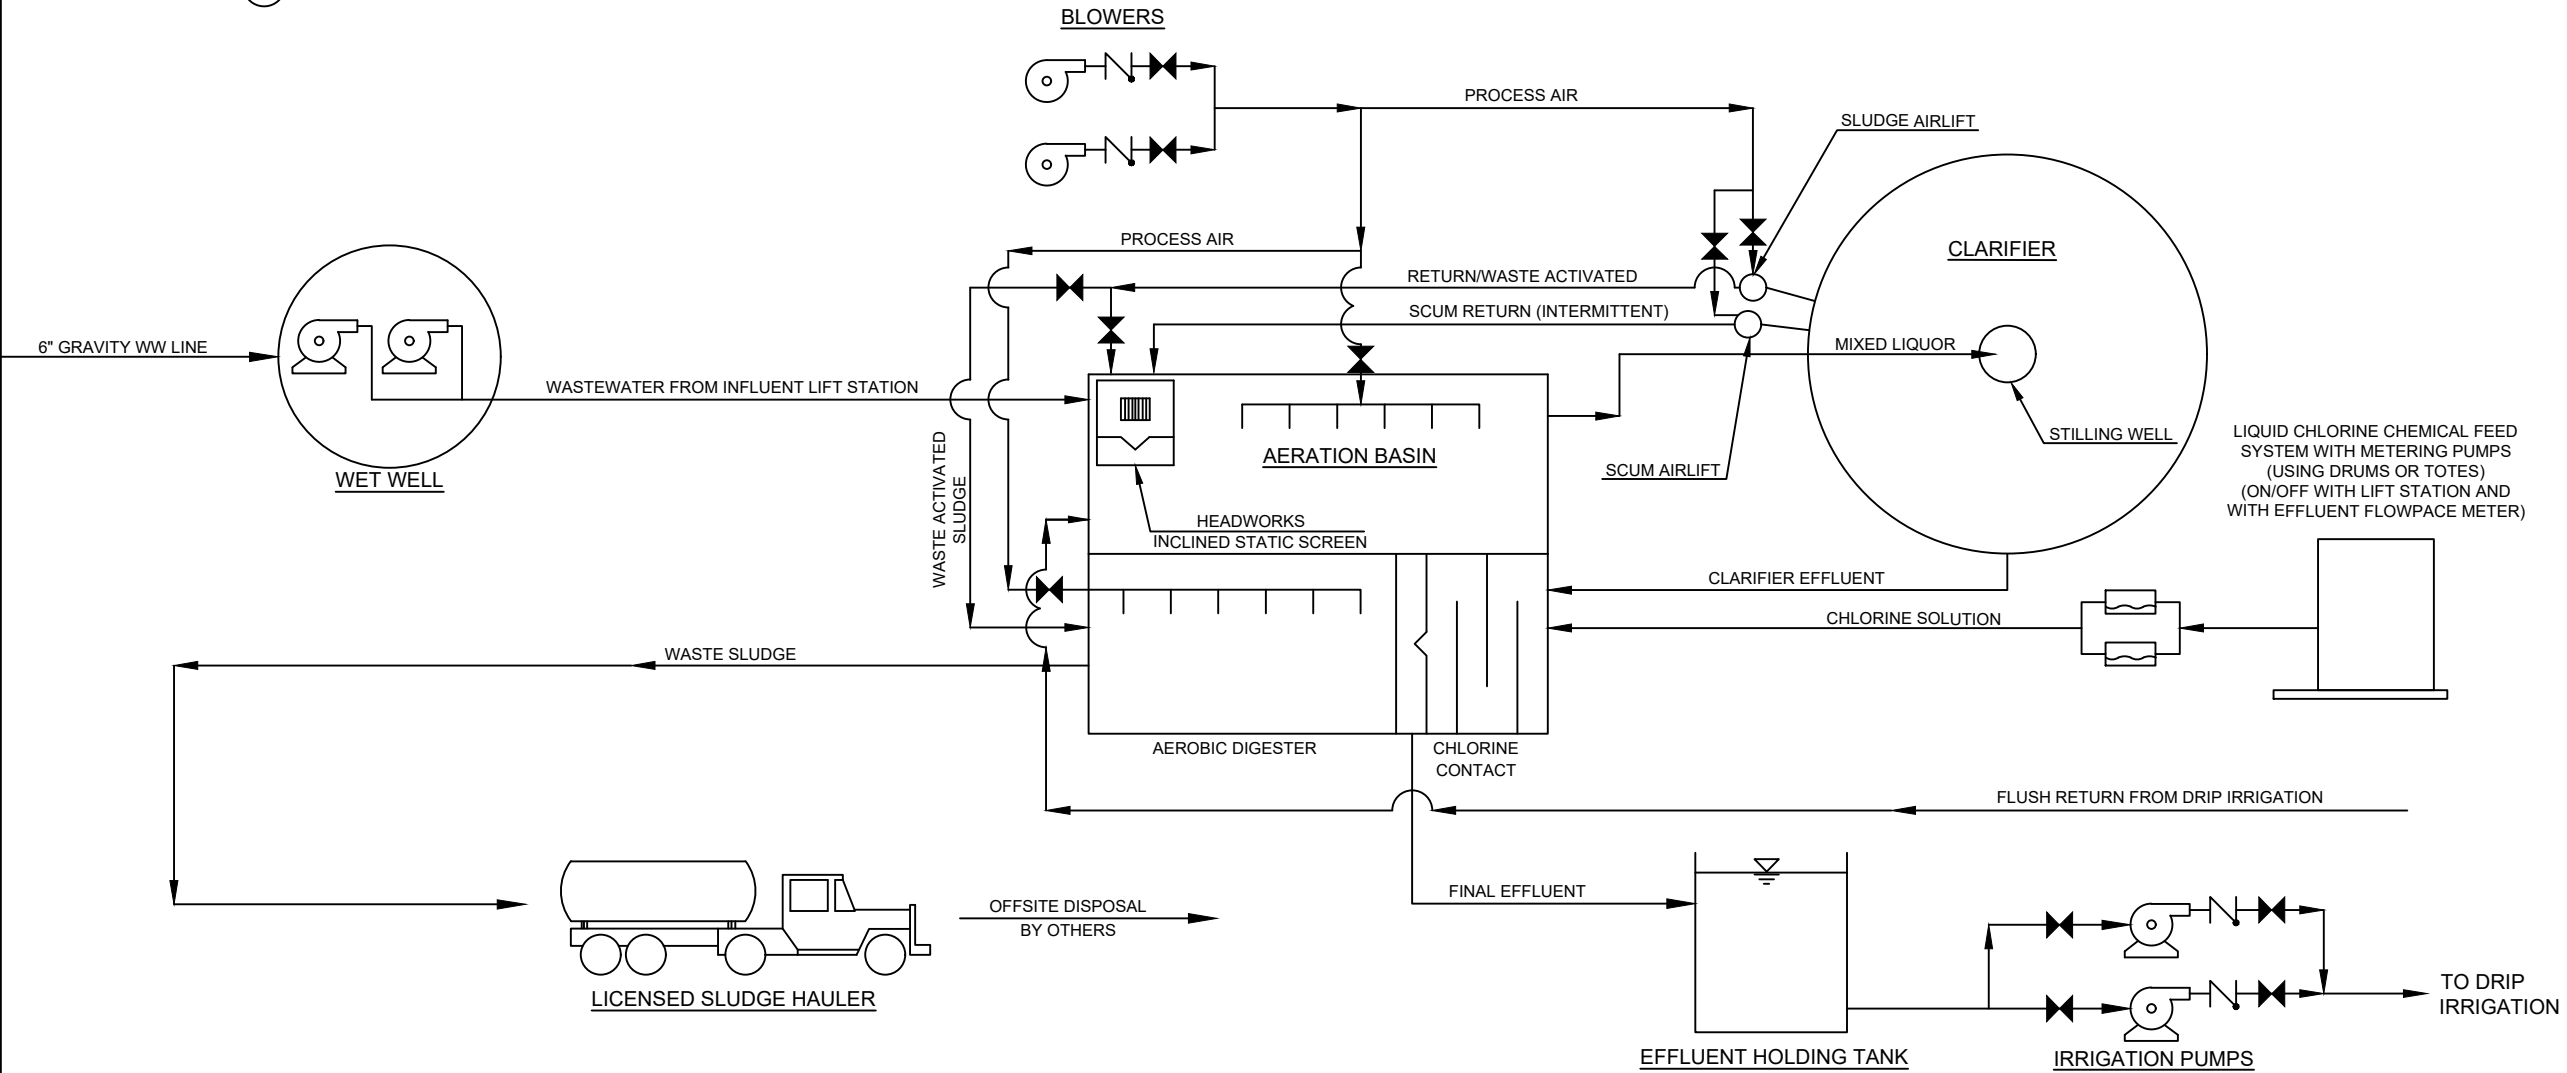 BLOWERS
PROCESS AIR
SLUDGE AIRLIFT
PROCESS AIR
CLARIFIER
RETURN/WASTE ACTIVATED
SCUM RETURN (INTERMITTENT)
6" GRAVITY WW LINE
MIXED LIQUOR
WASTEWATER FROM INFLUENT LIFT STATION
WET WELL
WASTE ACTIVATED
SLUDGE
AERATION BASIN
SCUM AIRLIFT
STILLING WELL
LIQUID CHLORINE CHEMICAL FEED
SYSTEM WITH METERING PUMPS
(USING DRUMS OR TOTES)
(ON/OFF WITH LIFT STATION AND
WITH EFFLUENT FLOWPACE METER)
HEADWORKS
INCLINED STATIC SCREEN
CLARIFIER EFFLUENT
CHLORINE SOLUTION
WASTE SLUDGE
AEROBIC DIGESTER
CHLORINE
CONTACT
FLUSH RETURN FROM DRIP IRRIGATION
FINAL EFFLUENT
OFFSITE DISPOSAL
BY OTHERS
LICENSED SLUDGE HAULER
TO DRIP
IRRIGATION
EFFLUENT HOLDING TANK
IRRIGATION PUMPS